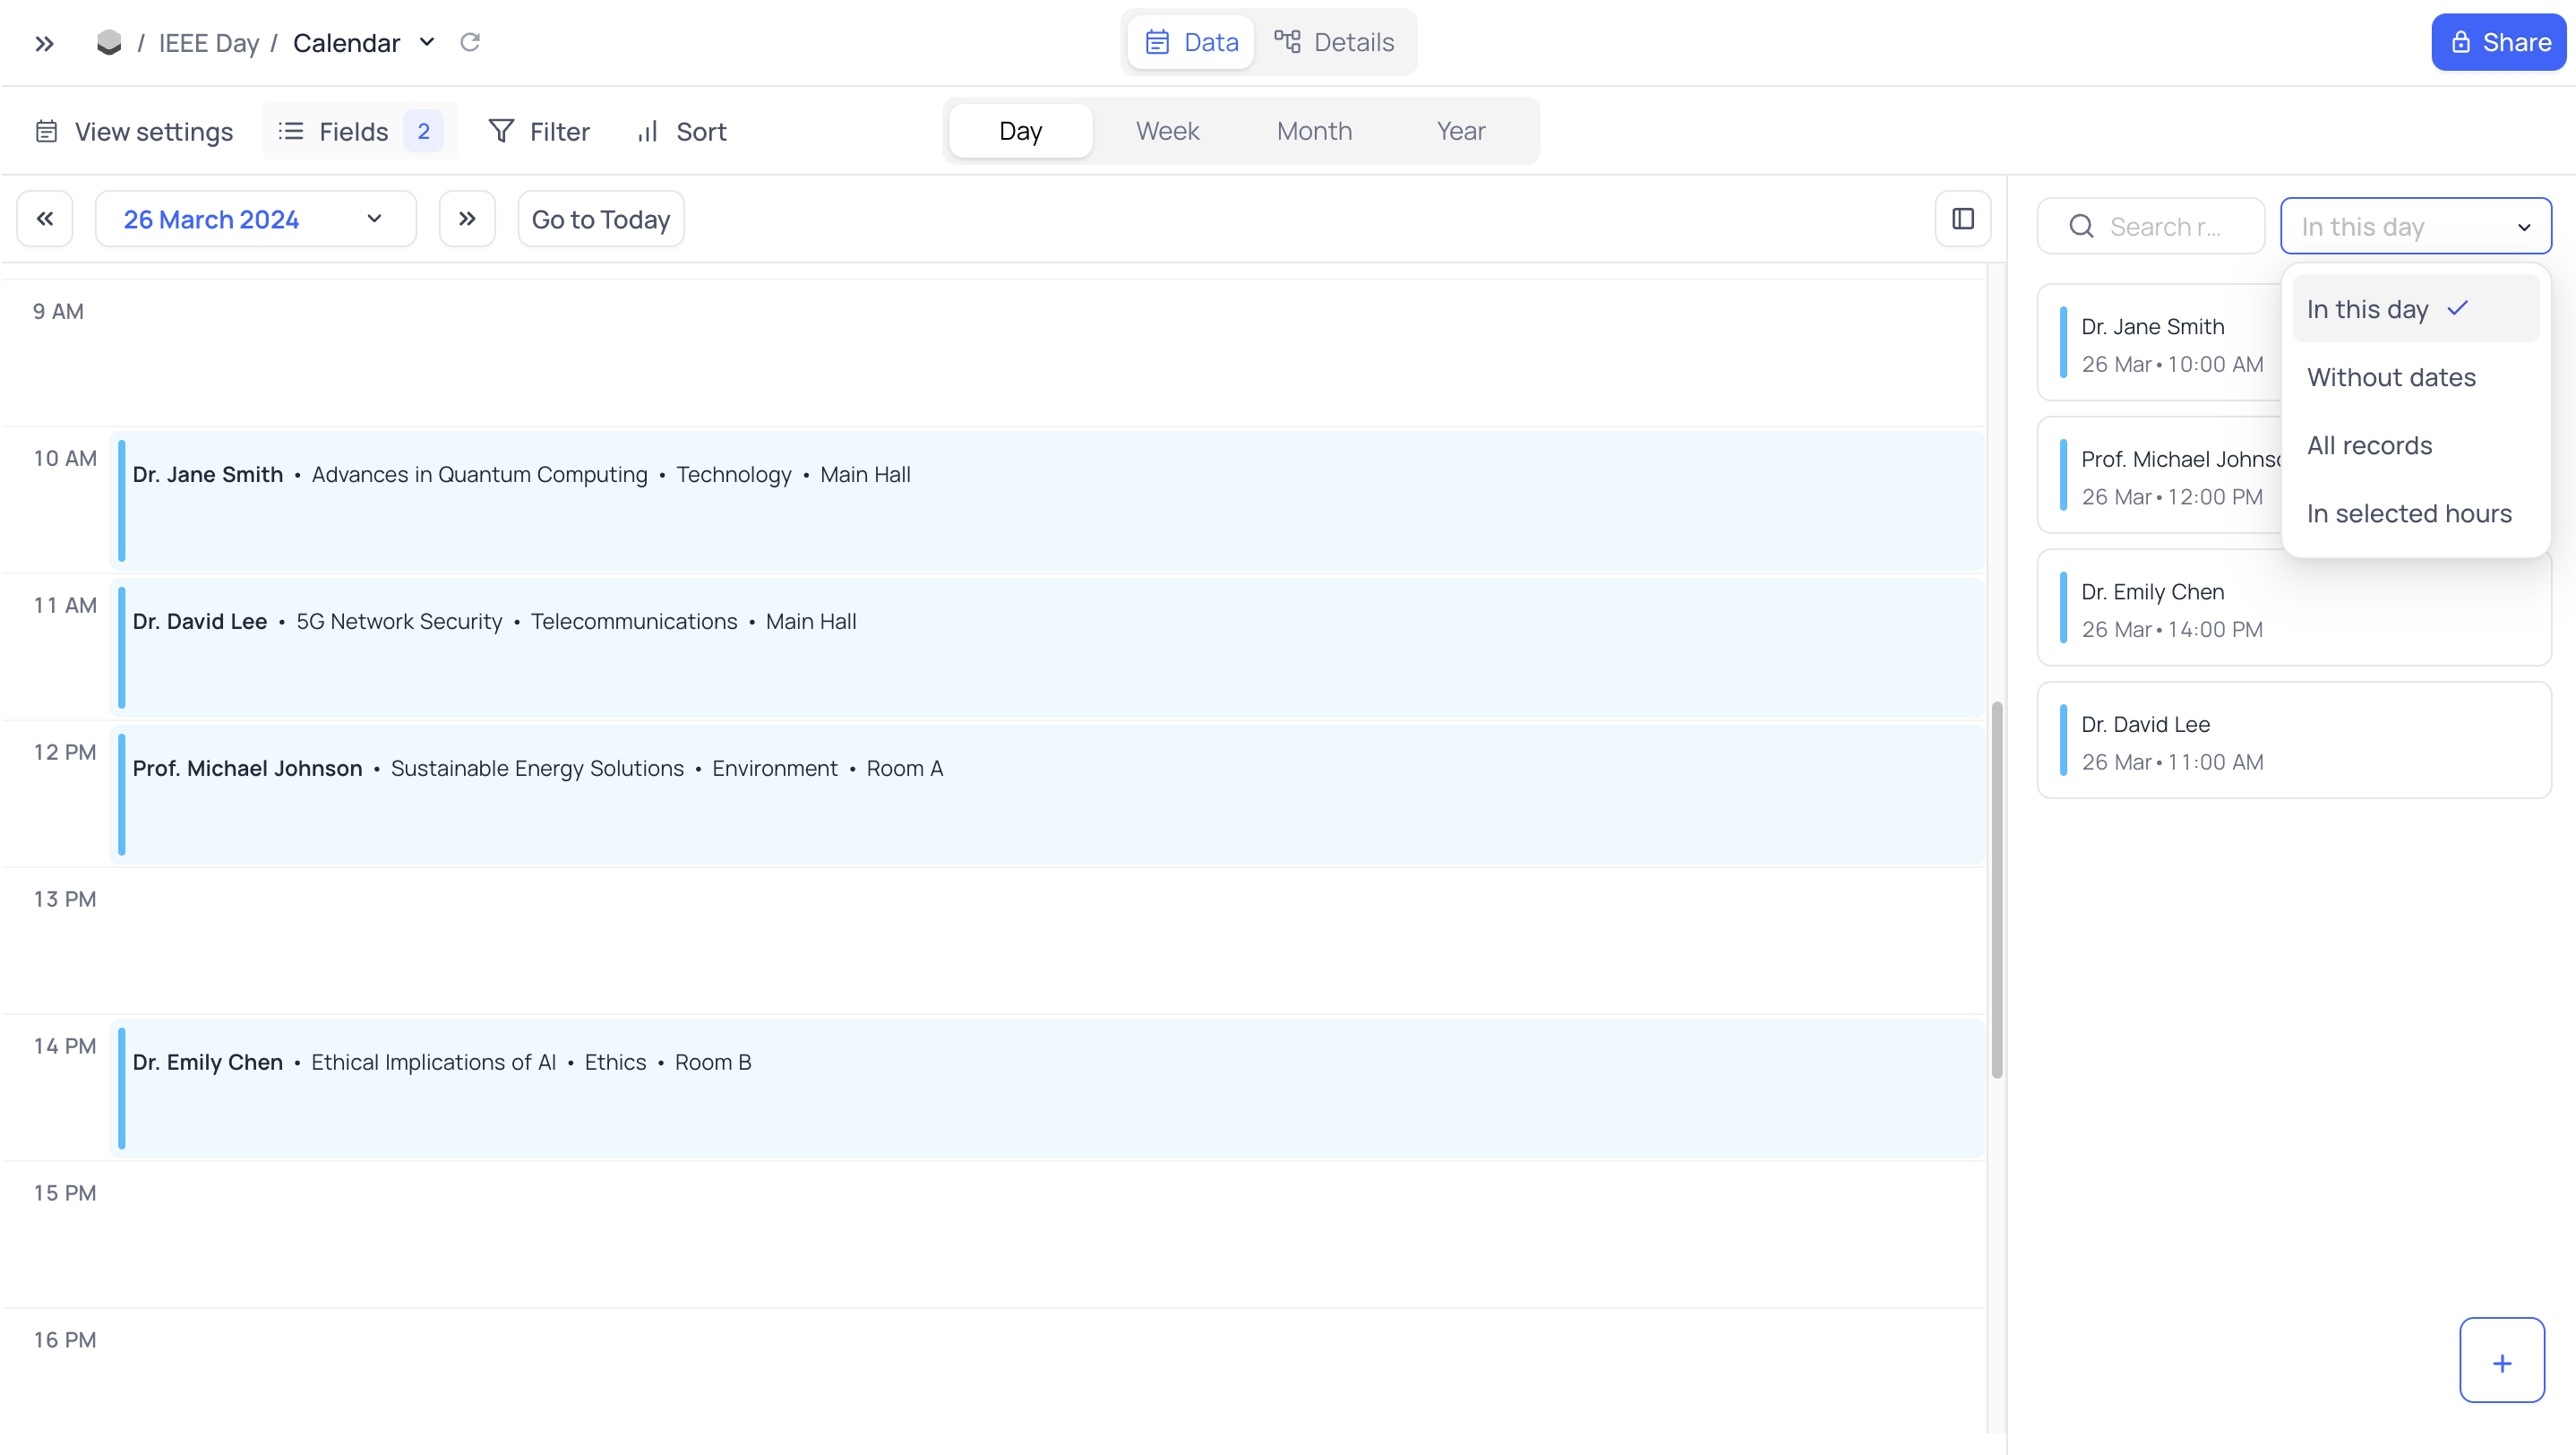 / IEEE Day / Calendar
Data
Details
Share
View settings
Fields 2
Filter
Sort
Day
Week
Month
Year
26 March 2024
Go to Today
Search r...
In this day
In this day
Without dates
All records
In selected hours
9 AM
10 AM
Dr. Jane Smith • Advances in Quantum Computing • Technology • Main Hall
11 AM
Dr. David Lee • 5G Network Security • Telecommunications • Main Hall
12 PM
Prof. Michael Johnson • Sustainable Energy Solutions • Environment • Room A
13 PM
14 PM
Dr. Emily Chen • Ethical Implications of AI • Ethics • Room B
15 PM
16 PM
Dr. Jane Smith
26 Mar • 10:00 AM
Prof. Michael Johnso
26 Mar • 12:00 PM
Dr. Emily Chen
26 Mar • 14:00 PM
Dr. David Lee
26 Mar • 11:00 AM